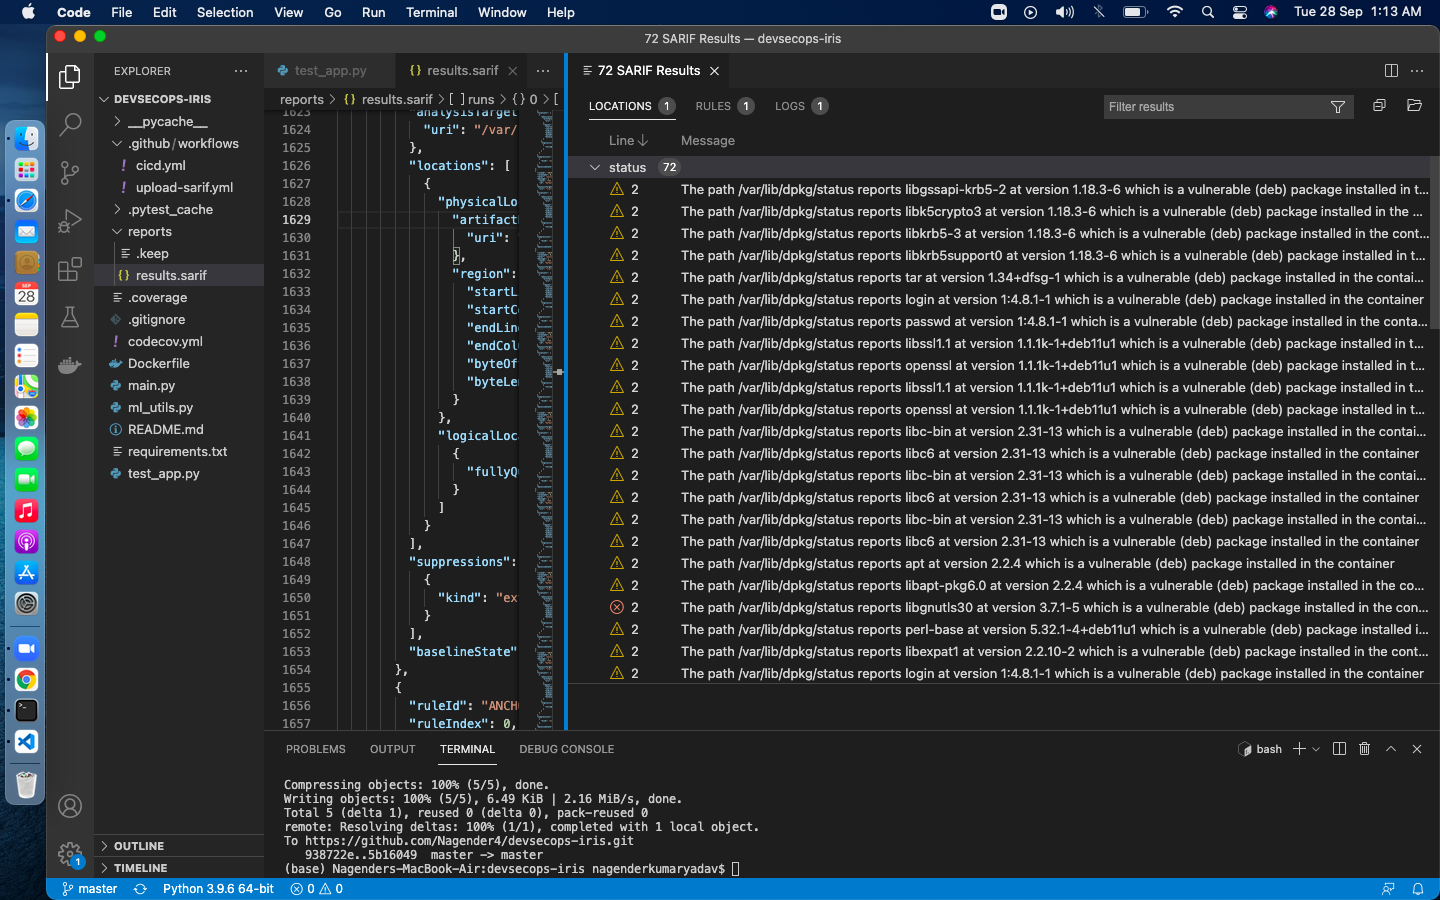 Code File Edit Selection View Go Run Terminal Window Help
Tue 28 Sep 1:13 AM
72 SARIF Results — devsecops-iris
SEP
28
EXPLORER
DEVSECOPS-IRIS
__pycache__
.github/workflows
cicd.yml
upload-sarif.yml
.pytest_cache
reports
.keep
results.sarif
.coverage
.gitignore
codecov.yml
Dockerfile
main.py
ml_utils.py
README.md
requirements.txt
test_app.py
OUTLINE
TIMELINE
1
test_app.py
{} results.sarif
reports > {} results.sarif > [ ] runs > {} 0 > [
1623 "analysisTarget
1624 "uri": "/var/
1625 },
1626 "locations": [
1627 {
1628 "physicalLo
1629 "artifactL
1630 "uri":
1631 },
1632 "region":
1633 "startL
1634 "startCo
1635 "endLine
1636 "endColu
1637 "byteOf
1638 "byteLe
1639 }
1640 },
1641 "logicalLoc
1642 {
1643 "fullyQu
1644 }
1645 ]
1646 }
1647 ],
1648 "suppressions":
1649 {
1650 "kind": "ex
1651 }
1652 ],
1653 "baselineState"
1654 },
1655 {
1656 "ruleId": "ANCH
1657 "ruleIndex": 0,
72 SARIF Results
LOCATIONS 1 RULES 1 LOGS 1
Filter results
Line Message
status 72
2 The path /var/lib/dpkg/status reports libgssapi-krb5-2 at version 1.18.3-6 which is a vulnerable (deb) package installed in t...
2 The path /var/lib/dpkg/status reports libk5crypto3 at version 1.18.3-6 which is a vulnerable (deb) package installed in the ...
2 The path /var/lib/dpkg/status reports libkrb5-3 at version 1.18.3-6 which is a vulnerable (deb) package installed in the cont...
2 The path /var/lib/dpkg/status reports libkrb5support0 at version 1.18.3-6 which is a vulnerable (deb) package installed in t...
2 The path /var/lib/dpkg/status reports tar at version 1.34+dfsg-1 which is a vulnerable (deb) package installed in the contai...
2 The path /var/lib/dpkg/status reports login at version 1:4.8.1-1 which is a vulnerable (deb) package installed in the container
2 The path /var/lib/dpkg/status reports passwd at version 1:4.8.1-1 which is a vulnerable (deb) package installed in the conta...
2 The path /var/lib/dpkg/status reports libssl1.1 at version 1.1.1k-1+deb11u1 which is a vulnerable (deb) package installed in t...
2 The path /var/lib/dpkg/status reports openssl at version 1.1.1k-1+deb11u1 which is a vulnerable (deb) package installed in t...
2 The path /var/lib/dpkg/status reports libssl1.1 at version 1.1.1k-1+deb11u1 which is a vulnerable (deb) package installed in t...
2 The path /var/lib/dpkg/status reports openssl at version 1.1.1k-1+deb11u1 which is a vulnerable (deb) package installed in t...
2 The path /var/lib/dpkg/status reports libc-bin at version 2.31-13 which is a vulnerable (deb) package installed in the contai...
2 The path /var/lib/dpkg/status reports libc6 at version 2.31-13 which is a vulnerable (deb) package installed in the container
2 The path /var/lib/dpkg/status reports libc-bin at version 2.31-13 which is a vulnerable (deb) package installed in the contai...
2 The path /var/lib/dpkg/status reports libc6 at version 2.31-13 which is a vulnerable (deb) package installed in the container
2 The path /var/lib/dpkg/status reports libc-bin at version 2.31-13 which is a vulnerable (deb) package installed in the contai...
2 The path /var/lib/dpkg/status reports libc6 at version 2.31-13 which is a vulnerable (deb) package installed in the container
2 The path /var/lib/dpkg/status reports apt at version 2.2.4 which is a vulnerable (deb) package installed in the container
2 The path /var/lib/dpkg/status reports libapt-pkg6.0 at version 2.2.4 which is a vulnerable (deb) package installed in the co...
2 The path /var/lib/dpkg/status reports libgnutls30 at version 3.7.1-5 which is a vulnerable (deb) package installed in the con...
2 The path /var/lib/dpkg/status reports perl-base at version 5.32.1-4+deb11u1 which is a vulnerable (deb) package installed i...
2 The path /var/lib/dpkg/status reports libexpat1 at version 2.2.10-2 which is a vulnerable (deb) package installed in the cont...
2 The path /var/lib/dpkg/status reports login at version 1:4.8.1-1 which is a vulnerable (deb) package installed in the container
PROBLEMS OUTPUT TERMINAL DEBUG CONSOLE
bash
Compressing objects: 100% (5/5), done.
Writing objects: 100% (5/5), 6.49 KiB | 2.16 MiB/s, done.
Total 5 (delta 1), reused 0 (delta 0), pack-reused 0
remote: Resolving deltas: 100% (1/1), completed with 1 local object.
To https://github.com/Nagender4/devsecops-iris.git
938722e..5b16049 master -> master
(base) Nagenders-MacBook-Air:devsecops-iris nagenderkumaryadav$
master Python 3.9.6 64-bit 0 0